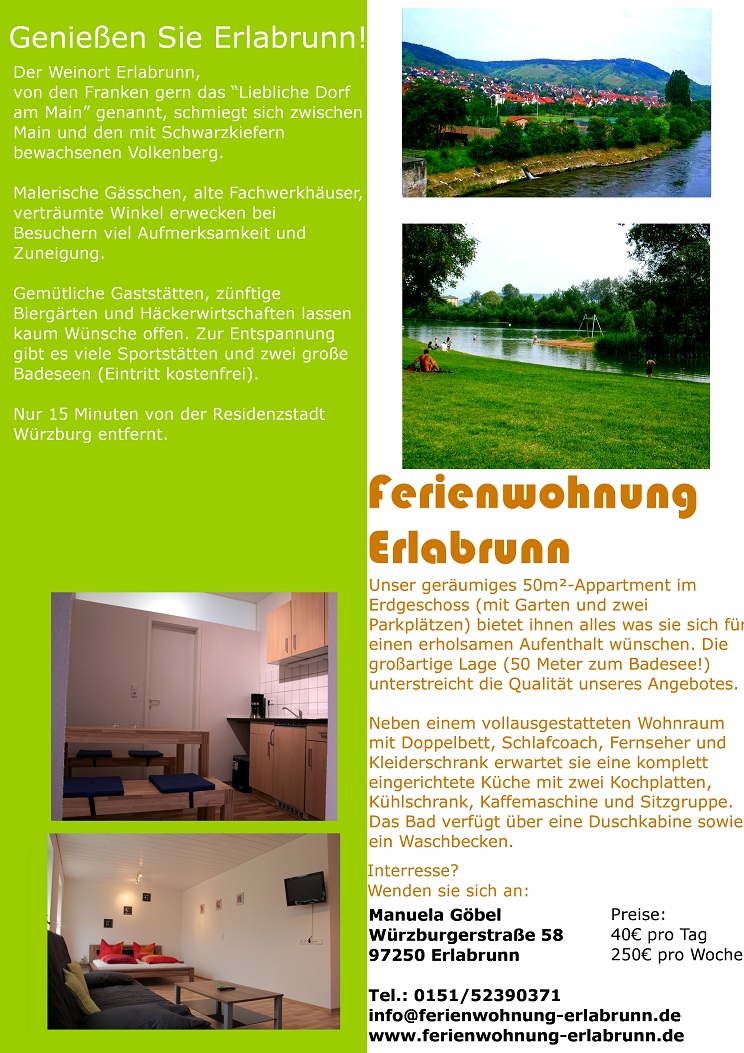 Genießen Sie Erlabrunn!
Der Weinort Erlabrunn,
von den Franken gern das “Liebliche Dorf
am Main” genannt, schmiegt sich zwischen
Main und den mit Schwarzkiefern
bewachsenen Volkenberg.
Malerische Gässchen, alte Fachwerkhäuser,
verträumte Winkel erwecken bei
Besuchern viel Aufmerksamkeit und
Zuneigung.
Gemütliche Gaststätten, zünftige
Biergärten und Häckerwirtschaften lassen
kaum Wünsche offen. Zur Entspannung
gibt es viele Sportstätten und zwei große
Badeseen (Eintritt kostenfrei).
Nur 15 Minuten von der Residenzstadt
Würzburg entfernt.
Ferienwohnung
Erlabrunn
Unser geräumiges 50m²-Appartment im
Erdgeschoss (mit Garten und zwei
Parkplätzen) bietet ihnen alles was sie sich für
einen erholsamen Aufenthalt wünschen. Die
großartige Lage (50 Meter zum Badesee!)
unterstreicht die Qualität unseres Angebotes.
Neben einem vollausgestatteten Wohnraum
mit Doppelbett, Schlafcoach, Fernseher und
Kleiderschrank erwartet sie eine komplett
eingerichtete Küche mit zwei Kochplatten,
Kühlschrank, Kaffemaschine und Sitzgruppe.
Das Bad verfügt über eine Duschkabine sowie
ein Waschbecken.
Interresse?
Wenden sie sich an:
Manuela Göbel
Würzburgerstraße 58
97250 Erlabrunn
Tel.: 0151/52390371
info@ferienwohnung-erlabrunn.de
www.ferienwohnung-erlabrunn.de
Preise:
40€ pro Tag
250€ pro Woche